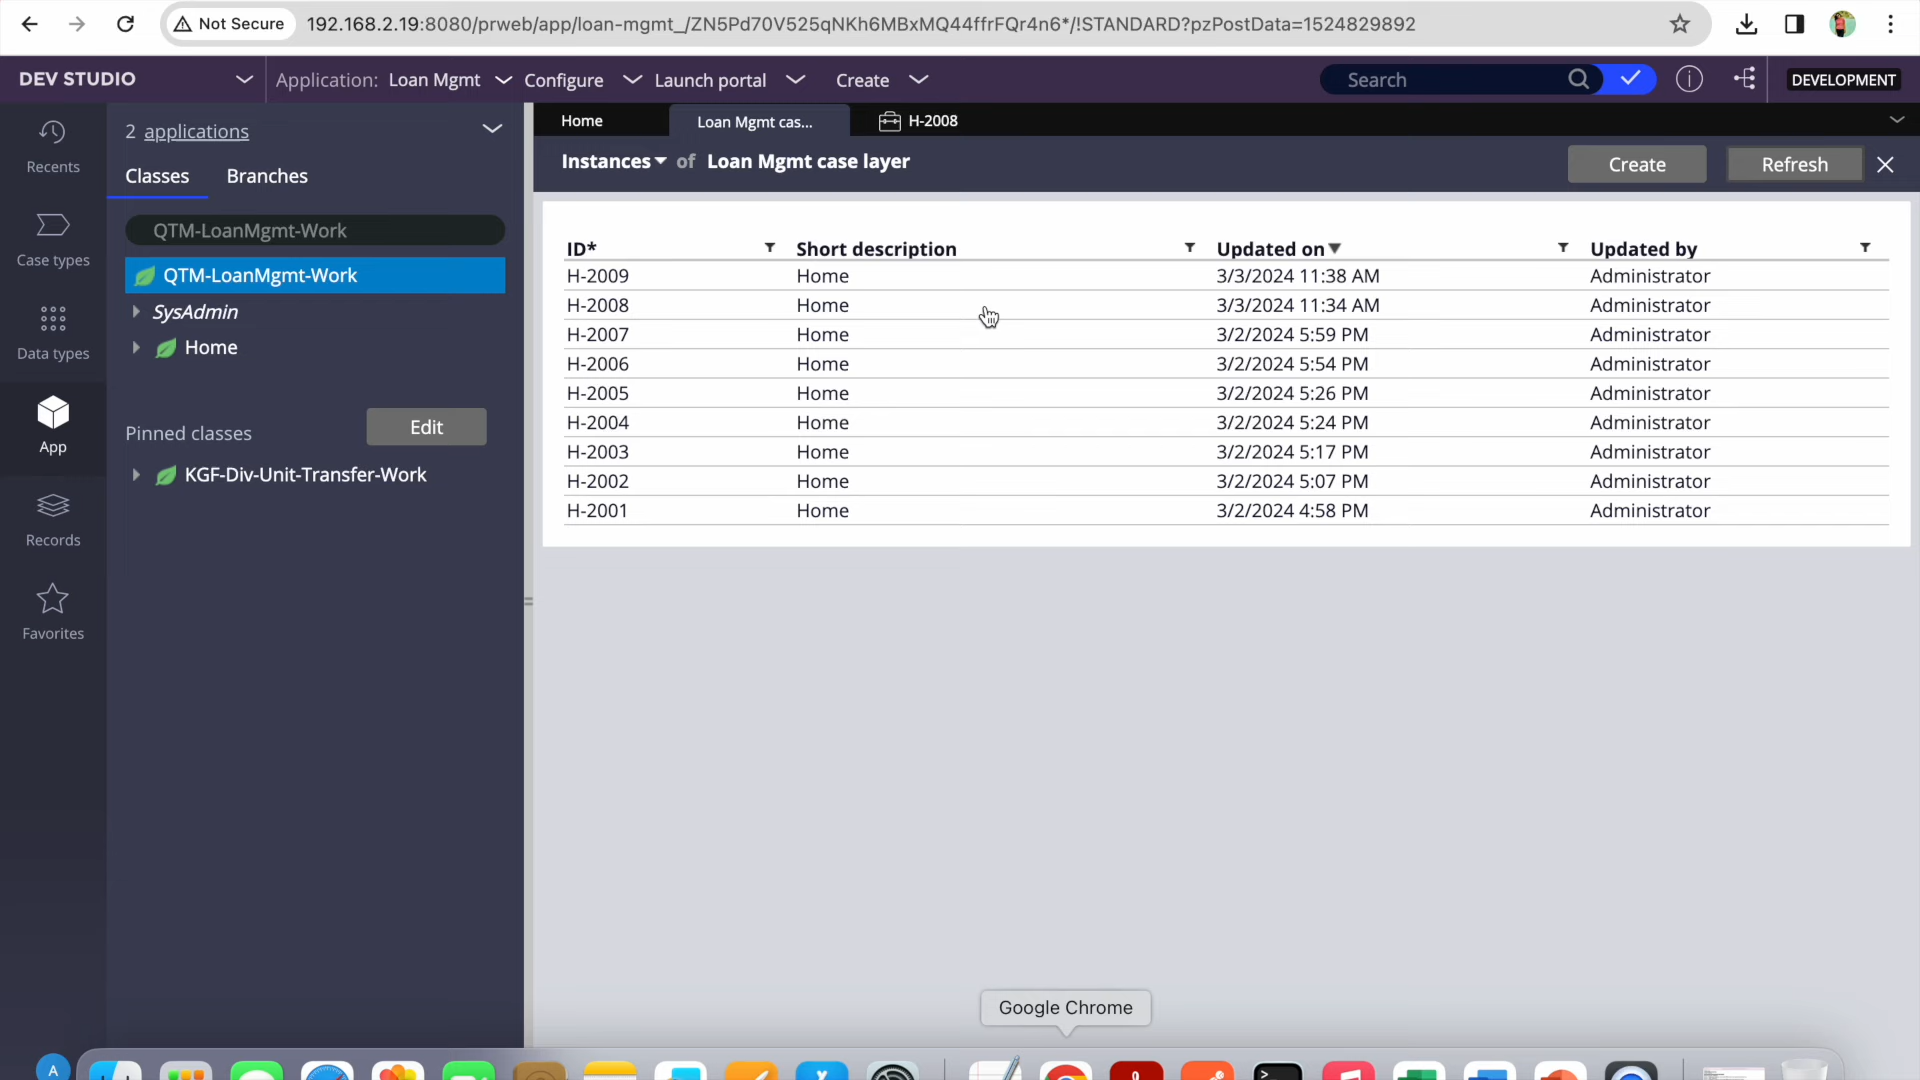 Not Secure 192.168.2.19:8080/prweb/app/loan-mgmt_/ZN5Pd70V525qNKh6MBxMQ44ffrFQr4n6*/!STANDARD?pzPostData=1524829892
DEV STUDIO Application: Loan Mgmt Configure Launch portal Create Search DEVELOPMENT
Recents
Case types
Data types
App
Records
Favorites
2 applications
Classes Branches
QTM-LoanMgmt-Work
QTM-LoanMgmt-Work
SysAdmin
Home
Pinned classes Edit
KGF-Div-Unit-Transfer-Work
Home Loan Mgmt cas... H-2008
Instances of Loan Mgmt case layer Create Refresh
ID* Short description Updated on Updated by
H-2009 Home 3/3/2024 11:38 AM Administrator
H-2008 Home 3/3/2024 11:34 AM Administrator
H-2007 Home 3/2/2024 5:59 PM Administrator
H-2006 Home 3/2/2024 5:54 PM Administrator
H-2005 Home 3/2/2024 5:26 PM Administrator
H-2004 Home 3/2/2024 5:24 PM Administrator
H-2003 Home 3/2/2024 5:17 PM Administrator
H-2002 Home 3/2/2024 5:07 PM Administrator
H-2001 Home 3/2/2024 4:58 PM Administrator
Google Chrome
A